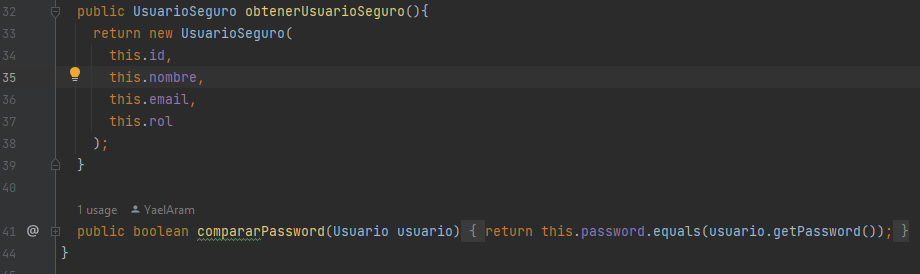 32 public UsuarioSeguro obtenerUsuarioSeguro(){
33 return new UsuarioSeguro(
34 this.id,
35 this.nombre,
36 this.email,
37 this.rol
38 );
39 }
40
1 usage YaelAram
41 @ public boolean compararPassword(Usuario usuario) { return this.password.equals(usuario.getPassword()); }
44 }